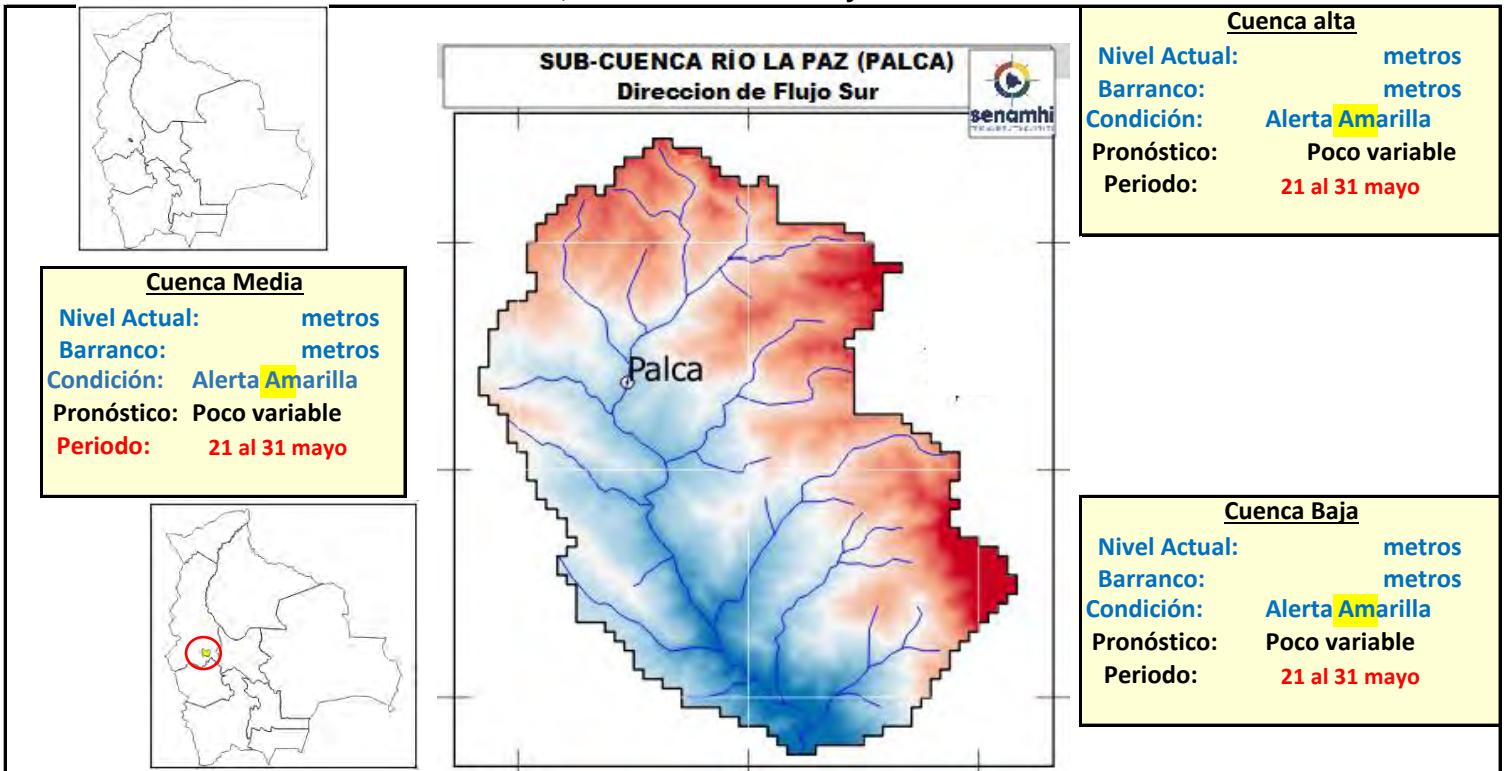 SUB-CUENCA RÍO LA PAZ (PALCA)
Direccion de Flujo Sur
senamhi
Palca
Cuenca alta
Nivel Actual: metros
Barranco: metros
Condición: Alerta Amarilla
Pronóstico: Poco variable
Periodo: 21 al 31 mayo
Cuenca Media
Nivel Actual: metros
Barranco: metros
Condición: Alerta Amarilla
Pronóstico: Poco variable
Periodo: 21 al 31 mayo
Cuenca Baja
Nivel Actual: metros
Barranco: metros
Condición: Alerta Amarilla
Pronóstico: Poco variable
Periodo: 21 al 31 mayo